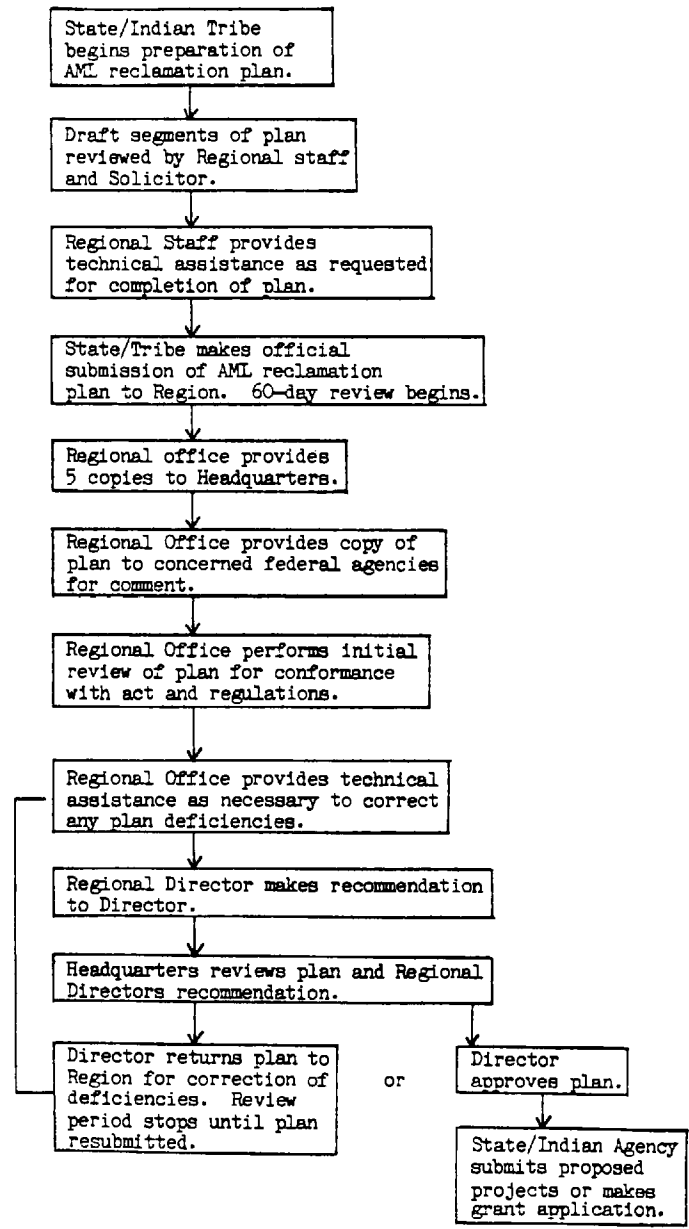 State/Indian Tribe
begins preparation of
AML reclamation plan.
Draft segments of plan
reviewed by Regional staff
and Solicitor.
Regional Staff provides
technical assistance as requested
for completion of plan.
State/Tribe makes official
submission of AML reclamation
plan to Region. 60-day review begins.
Regional office provides
5 copies to Headquarters.
Regional Office provides copy of
plan to concerned federal agencies
for comment.
Regional Office performs initial
review of plan for conformance
with act and regulations.
Regional Office provides technical
assistance as necessary to correct
any plan deficiencies.
Regional Director makes recommendation
to Director.
Headquarters reviews plan and Regional
Directors recommendation.
Director returns plan to
Region for correction of
deficiencies. Review
period stops until plan
resubmitted.
or
Director
approves plan.
State/Indian Agency
submits proposed
projects or makes
grant application.